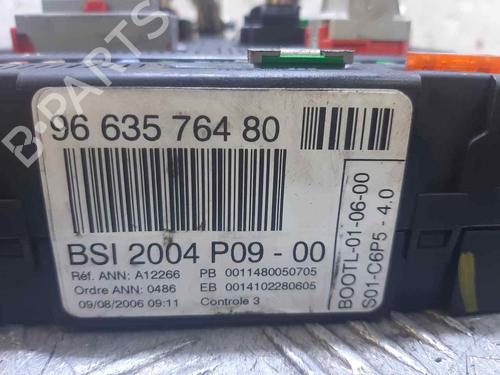 B-PARTS
96 635 764 80
BSI 2004 P09 - 00
Réf. ANN: A12266 PB 0011480050705
Ordre ANN: 0486 EB 0014102280605
09/08/2006 09:11 Controle 3
BOOTL-01-06-00
S01-C6P5 - 4.0